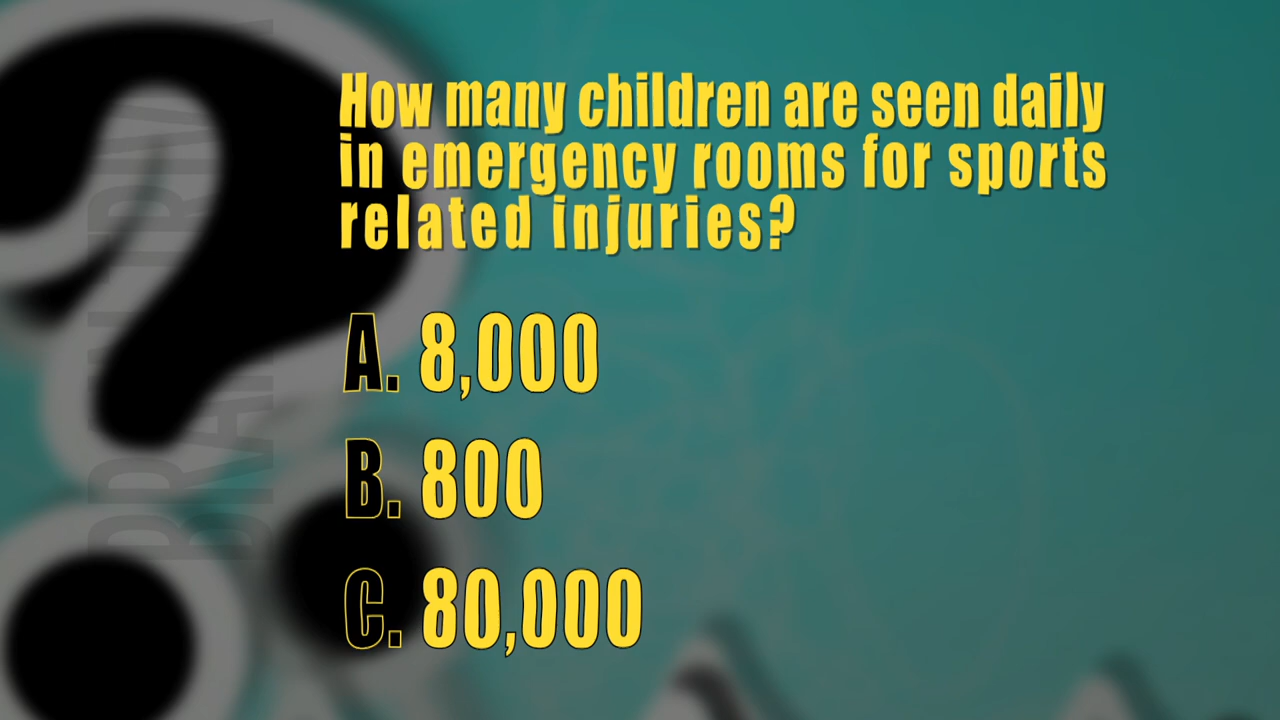 How many children are seen daily
in emergency rooms for sports
related injuries?
A. 8,000
B. 800
C. 80,000